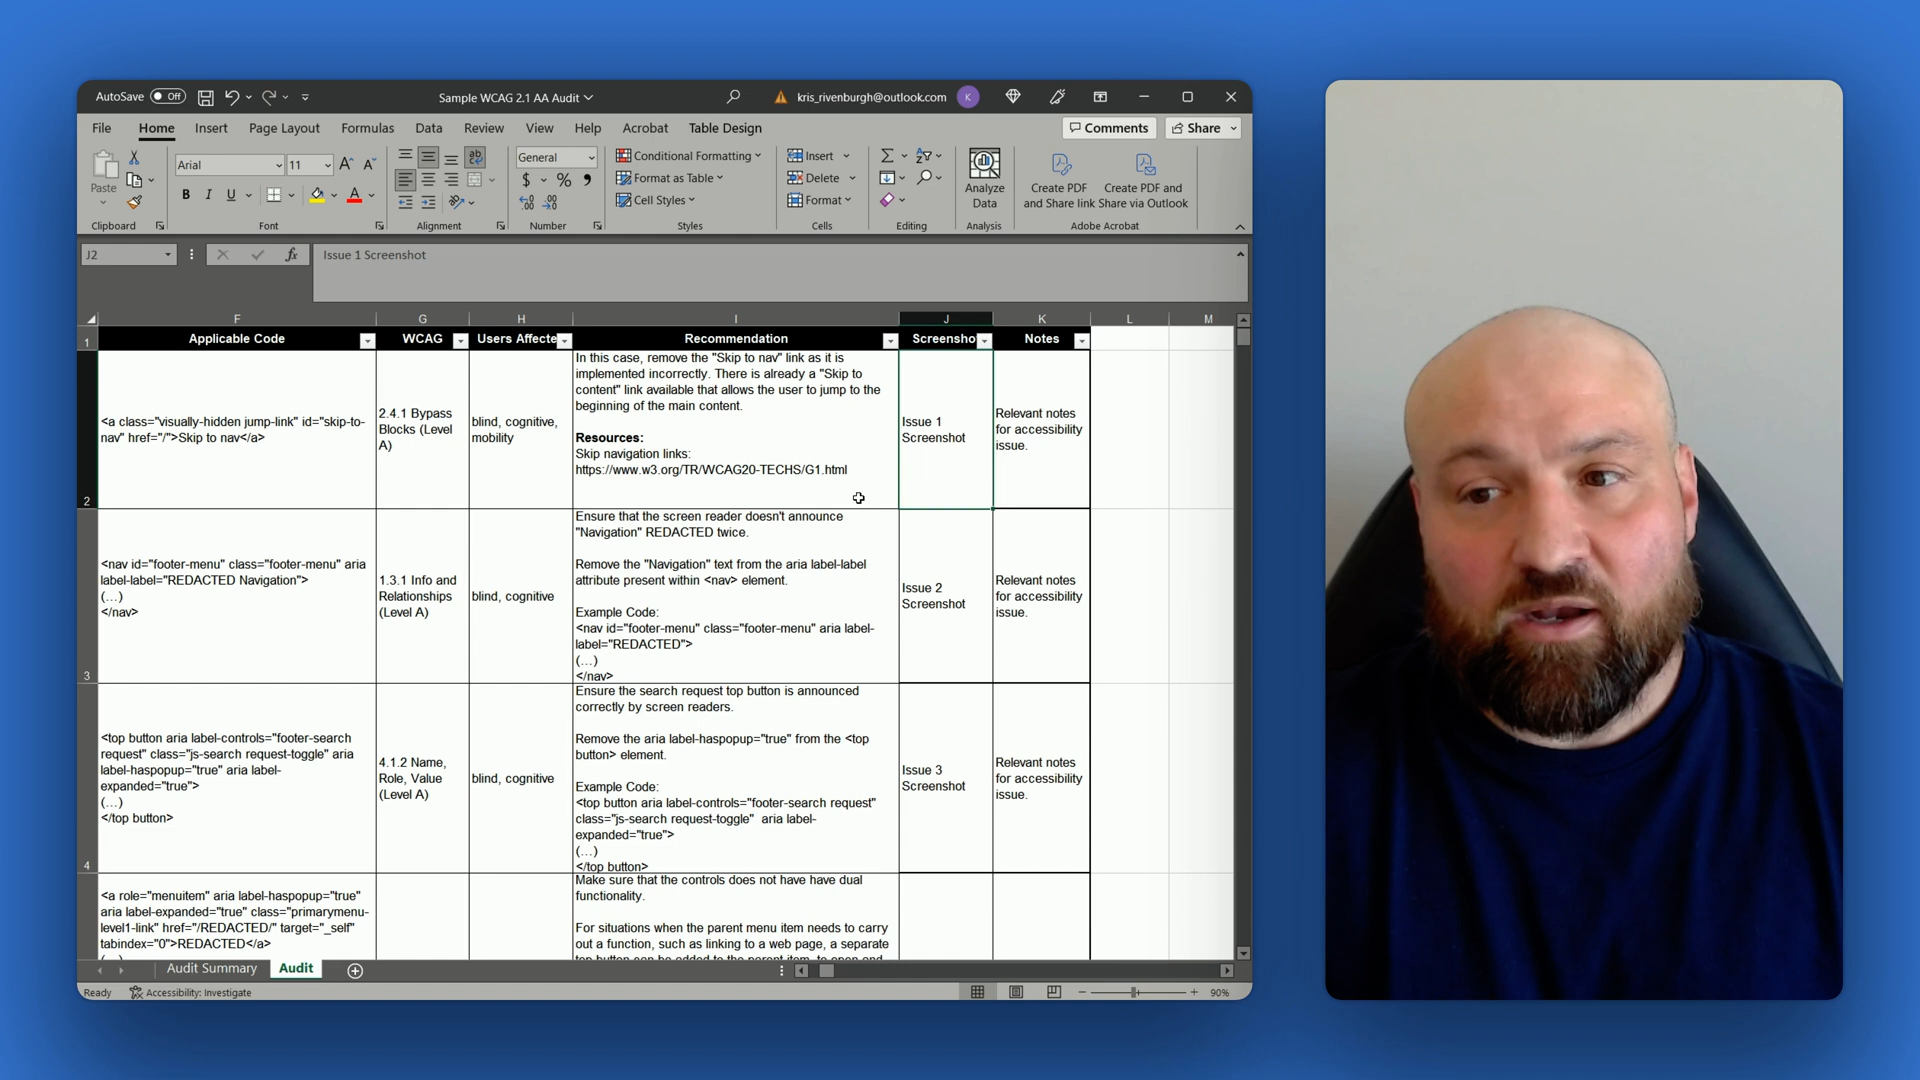 AutoSave Off
Sample WCAG 2.1 AA Audit
kris_rivenburgh@outlook.com K
File Home Insert Page Layout Formulas Data Review View Help Acrobat Table Design Comments Share
Paste
Arial 11
General
Conditional Formatting
Format as Table
Cell Styles
Insert
Delete
Format
Analyze
Data
Create PDF
and Share link
Create PDF and
Share via Outlook
B I U
$ %
Clipboard Font Alignment Number Styles Cells Editing Analysis Adobe Acrobat
J2 fx Issue 1 Screenshot
F G H I J K L M
1 Applicable Code WCAG Users Affecte Recommendation Screensho Notes
<a class="visually-hidden jump-link" id="skip-to-
nav" href="/">Skip to nav</a>
2.4.1 Bypass
Blocks (Level
A)
blind, cognitive,
mobility
In this case, remove the "Skip to nav" link as it is
implemented incorrectly. There is already a "Skip to
content" link available that allows the user to jump to the
beginning of the main content.
Resources:
Skip navigation links:
https://www.w3.org/TR/WCAG20-TECHS/G1.html
Issue 1
Screenshot
Relevant notes
for accessibility
issue.
2
<nav id="footer-menu" class="footer-menu" aria
label-label="REDACTED Navigation">
(...)
</nav>
1.3.1 Info and
Relationships
(Level A)
blind, cognitive
Ensure that the screen reader doesn't announce
"Navigation" REDACTED twice.
Remove the "Navigation" text from the aria label-label
attribute present within <nav> element.
Example Code:
<nav id="footer-menu" class="footer-menu" aria label-
label="REDACTED">
(...)
</nav>
Issue 2
Screenshot
Relevant notes
for accessibility
issue.
3
<top button aria label-controls="footer-search
request" class="js-search request-toggle" aria
label-haspopup="true" aria label-
expanded="true">
(...)
</top button>
4.1.2 Name,
Role, Value
(Level A)
blind, cognitive
Ensure the search request top button is announced
correctly by screen readers.
Remove the aria label-haspopup="true" from the <top
button> element.
Example Code:
<top button aria label-controls="footer-search request"
class="js-search request-toggle" aria label-
expanded="true">
(...)
</top button>
Issue 3
Screenshot
Relevant notes
for accessibility
issue.
4
<a role="menuitem" aria label-haspopup="true"
aria label-expanded="true" class="primarymenu-
level1-link" href="/REDACTED/" target="_self"
tabindex="0">REDACTED</a>
Make sure that the controls does not have have dual
functionality.
For situations when the parent menu item needs to carry
out a function, such as linking to a web page, a separate
top button can be added to the parent item, to open and
Audit Summary Audit
Ready Accessibility: Investigate 90%